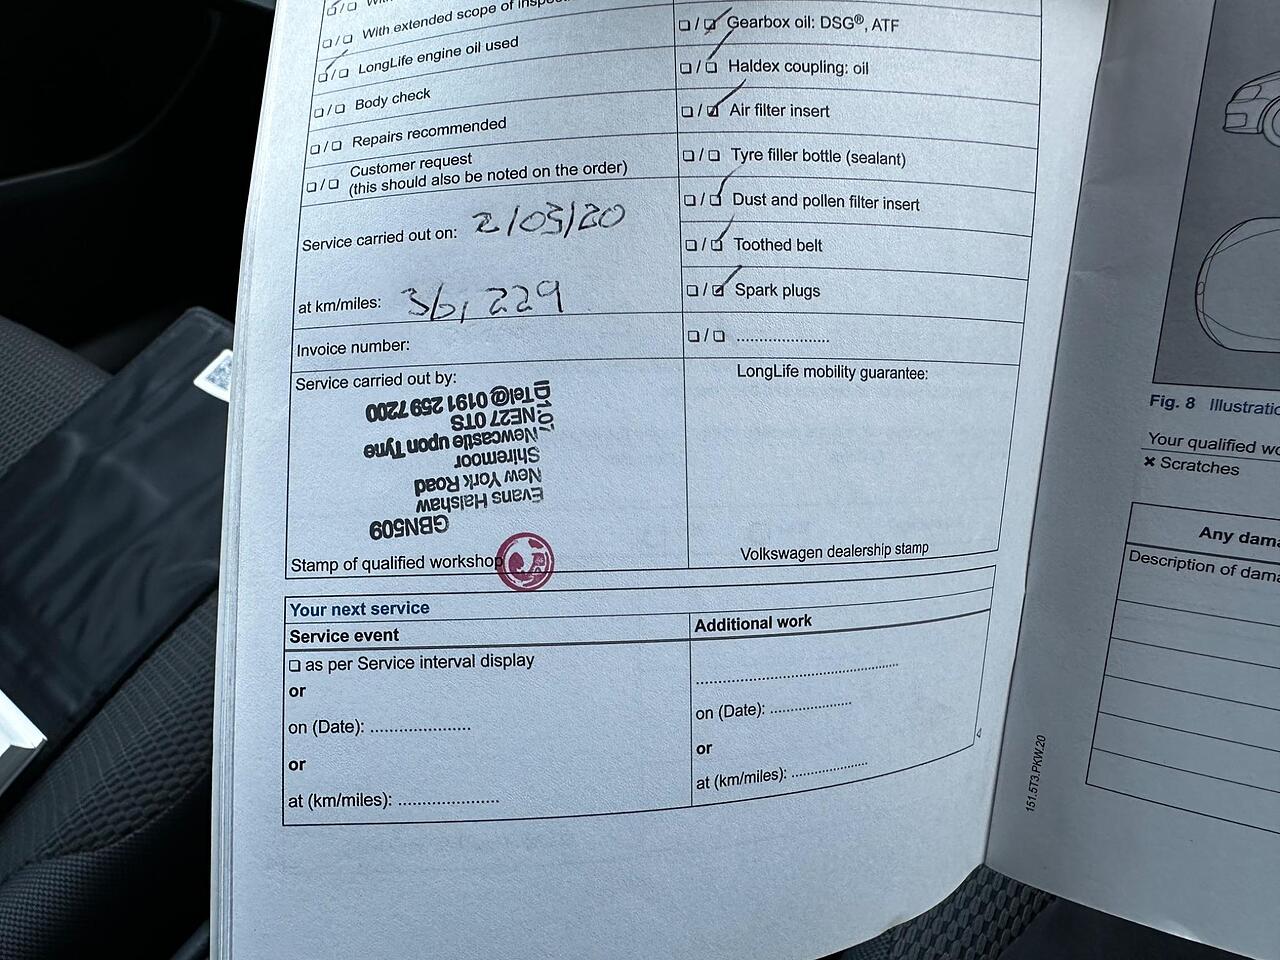 With extended scope of
LongLife engine oil used
Body check
Repairs recommended
Customer request
(this should also be noted on the order)
Service carried out on: 2/03/20
at km/miles: 36,229
Invoice number:
Service carried out by:
GBN509
Evans Halshaw
New York Road
Shiremoor
Newcastle upon Tyne
NE27 0TS
Tel@ 0191 259 7200
Stamp of qualified workshop
Gearbox oil: DSG®, ATF
Haldex coupling: oil
Air filter insert
Tyre filler bottle (sealant)
Dust and pollen filter insert
Toothed belt
Spark plugs
LongLife mobility guarantee:
Volkswagen dealership stamp
Your next service
Service event
as per Service interval display
or
on (Date): ....................
or
at (km/miles): ....................
Additional work
on (Date): ................
or
at (km/miles): ...............
151.5T3.PKW.20
Fig. 8
Your qualified
× Scratches
Any
Description of